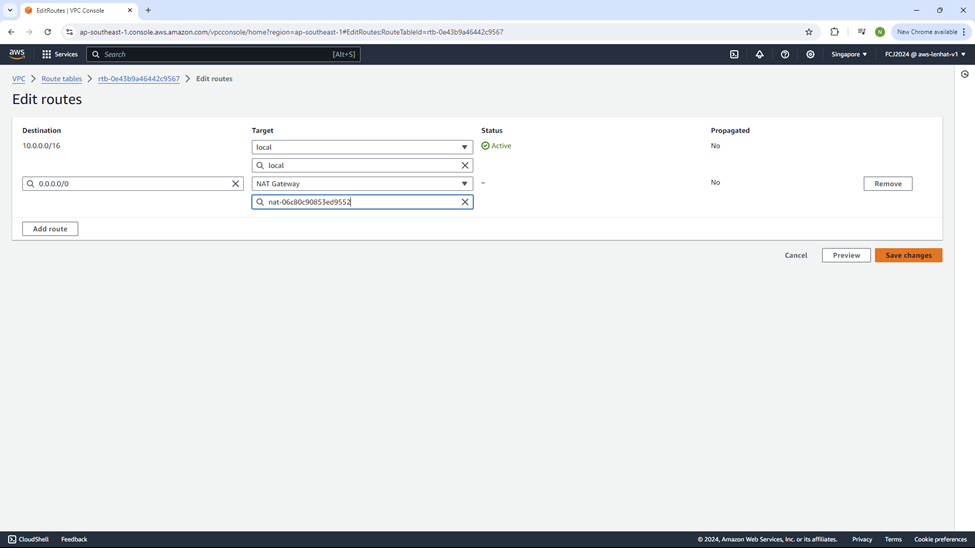 EditRoutes | VPC Console
ap-southeast-1.console.aws.amazon.com/vpcconsole/home?region=ap-southeast-1#EditRoutes:RouteTableId=rtb-0e43b9a46442c9567
N
New Chrome available
aws
Services
Search
[Alt+S]
Singapore
FCJ2024 @ aws-lenhat-v1
VPC
Route tables
rtb-0e43b9a46442c9567
Edit routes
Edit routes
Destination
Target
Status
Propagated
10.0.0.0/16
local
Active
No
local
0.0.0.0/0
NAT Gateway
–
No
Remove
nat-06c80c90853ed9552
Add route
Cancel
Preview
Save changes
CloudShell
Feedback
© 2024, Amazon Web Services, Inc. or its affiliates.
Privacy
Terms
Cookie preferences